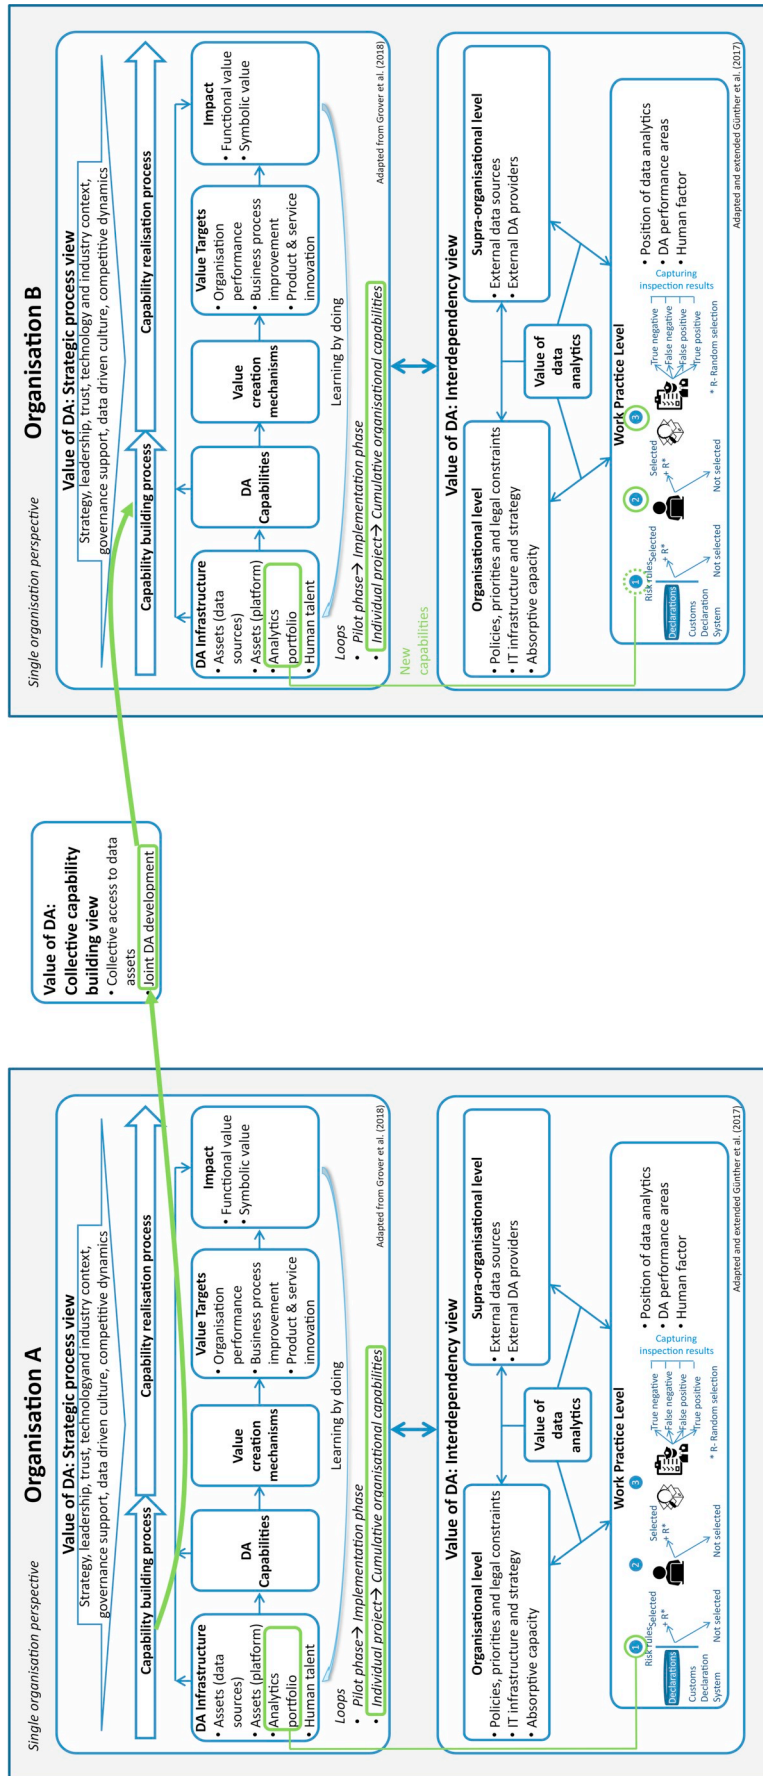 Organisation A
Single organisation perspective
Value of DA: Strategic process view
Strategy, leadership, trust, technologyand industry context,
governance support, data driven culture, competitive dynamics
Capability building process
Capability realisation process
DA Infrastructure
• Assets (data
sources)
• Assets (platform)
• Analytics
portfolio
• Human talent
DA
Capabilities
Value
creation
mechanisms
Value Targets
• Organisation
performance
• Business process
improvement
• Product & service
innovation
Impact
• Functional value
• Symbolic value
Learning by doing
Loops
• Pilot phase→ Implementation phase
• Individual project→ Cumulative organisational capabilities
Adapted from Grover et al. (2018)
Value of DA: Interdependency view
Organisational level
• Policies, priorities and legal constraints
• IT infrastructure and strategy
• Absorptive capacity
Supra-organisational level
• External data sources
• External DA providers
Value of
data
analytics
Work Practice Level
1
2
3
Risk rules
Selected
+ R*
Selected
+ R*
Declarations
Customs
Declaration
System
Not selected
Not selected
True negative
False negative
False positive
True positive
Capturing
inspection results
* R- Random selection
• Position of data analytics
• DA performance areas
• Human factor
Adapted and extended Günther et al. (2017)
Value of DA:
Collective capability
building view
• Collective access to data
assets
• Joint DA development
Organisation B
Single organisation perspective
Value of DA: Strategic process view
Strategy, leadership, trust, technology and industry context,
governance support, data driven culture, competitive dynamics
Capability building process
Capability realisation process
DA Infrastructure
• Assets (data
sources)
• Assets (platform)
• Analytics
portfolio
• Human talent
DA
Capabilities
Value
creation
mechanisms
Value Targets
• Organisation
performance
• Business process
improvement
• Product & service
innovation
Impact
• Functional value
• Symbolic value
Learning by doing
Loops
• Pilot phase→ Implementation phase
• Individual project→ Cumulative organisational capabilities
Adapted from Grover et al. (2018)
New
capabilities
Value of DA: Interdependency view
Organisational level
• Policies, priorities and legal constraints
• IT infrastructure and strategy
• Absorptive capacity
Supra-organisational level
• External data sources
• External DA providers
Value of
data
analytics
Work Practice Level
1
2
3
Risk rules
Selected
+ R*
Selected
+ R*
Declarations
Customs
Declaration
System
Not selected
Not selected
True negative
False negative
False positive
True positive
Capturing
inspection results
* R- Random selection
• Position of data analytics
• DA performance areas
• Human factor
Adapted and extended Günther et al. (2017)